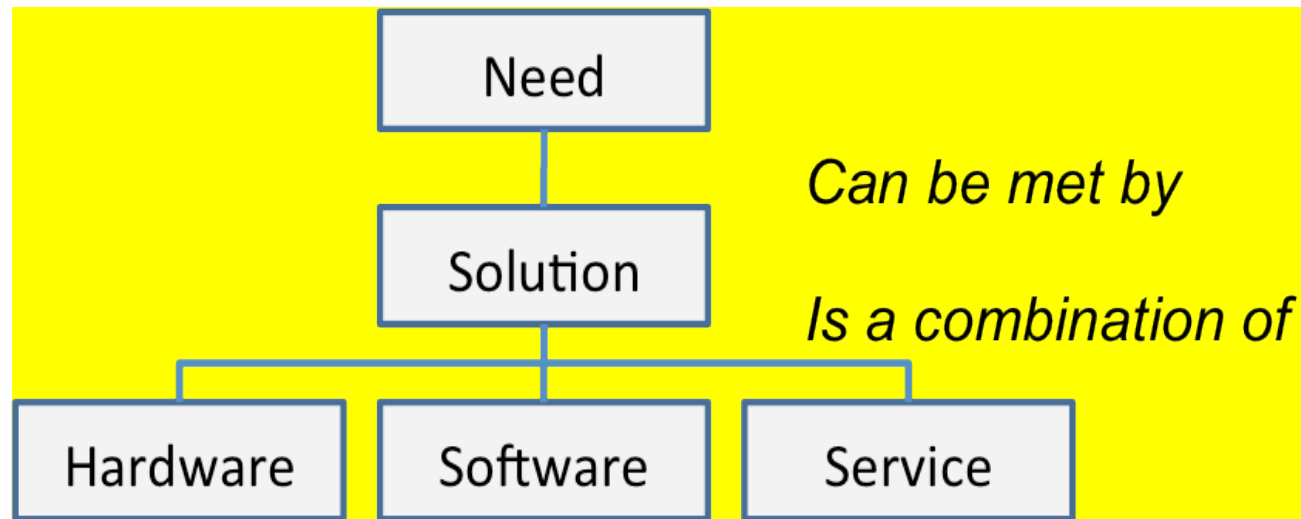 Need
Can be met by
Solution
Is a combination of
Hardware
Software
Service